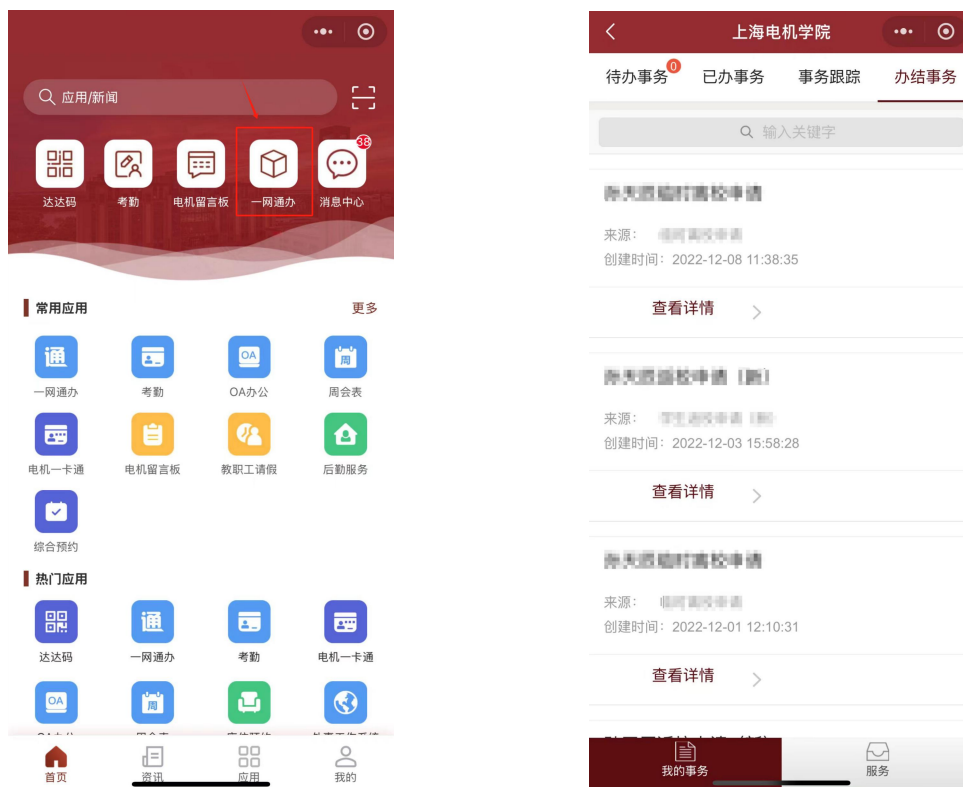 应用/新闻
38
达达码 考勤 电机留言板 一网通办 消息中心
常用应用 更多
通 OA 周
一网通办 考勤 OA办公 周会表
电机一卡通 电机留言板 教职工请假 后勤服务
综合预约
热门应用
通
达达码 一网通办 考勤 电机一卡通
OA 周
首页 资讯 应用 我的
上海电机学院
待办事务 0 已办事务 事务跟踪 办结事务
输入关键字
来源：
创建时间：2022-12-08 11:38:35
查看详情
来源：
创建时间：2022-12-03 15:58:28
查看详情
来源：
创建时间：2022-12-01 12:10:31
查看详情
我的事务 服务